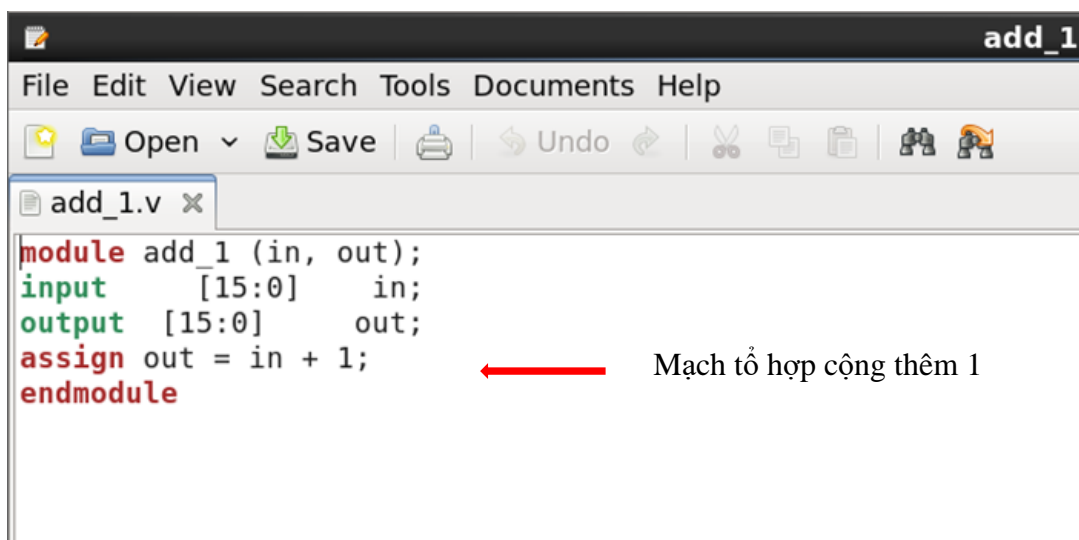 add_1
File Edit View Search Tools Documents Help
Open Save Undo
add_1.v
module add_1 (in, out);
input [15:0] in;
output [15:0] out;
assign out = in + 1;
Mạch tổ hợp cộng thêm 1
endmodule